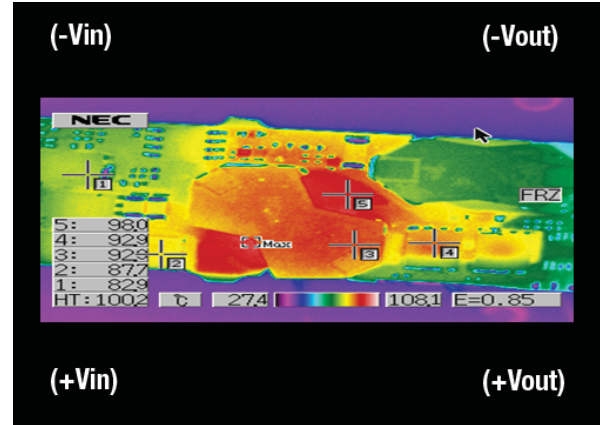 (-Vin)
(-Vout)
NEC
1
5
FRZ
5: 98.0
4: 92.9
3: 92.9
2: 87.7
1: 82.9
HT: 100.2
Max
2
3
4
℃
27.4
108.1
E=0.85
(+Vin)
(+Vout)